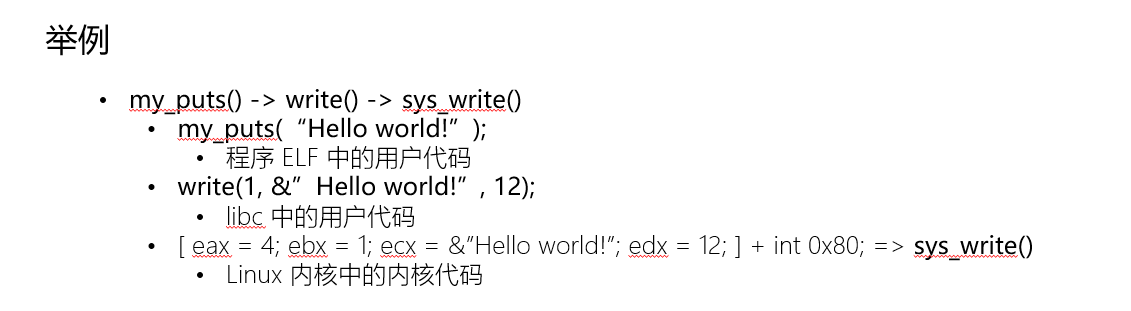 举例
• my_puts() -> write() -> sys_write()
• my_puts( “Hello world!” );
• 程序 ELF 中的用户代码
• write(1, &” Hello world!” , 12);
• libc 中的用户代码
• [ eax = 4; ebx = 1; ecx = &”Hello world!”; edx = 12; ] + int 0x80; => sys_write()
• Linux 内核中的内核代码